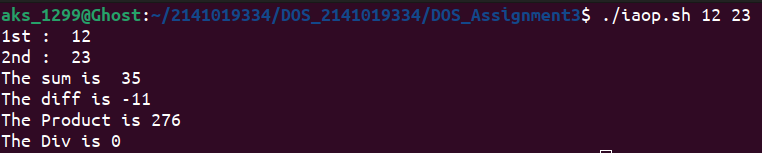 aks_1299@Ghost:~/2141019334/DOS_2141019334/DOS_Assignment3$ ./iaop.sh 12 23
1st :  12
2nd :  23
The sum is  35
The diff is -11
The Product is 276
The Div is 0